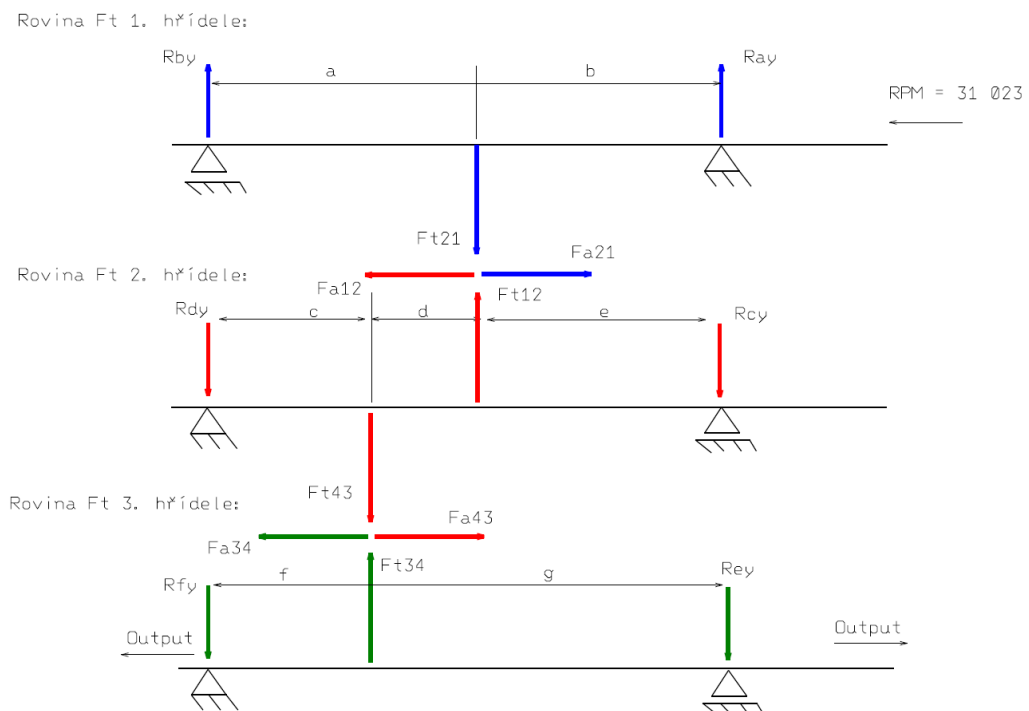 Rovina Ft 1. hřídele:
Rby
a
b
Ray
RPM = 31 023
Ft21
Fa21
Rovina Ft 2. hřídele:
Fa12
Ft12
Rdy
c
d
e
Rcy
Ft43
Rovina Ft 3. hřídele:
Fa43
Fa34
Ft34
Rfy
f
g
Rey
Output
Output